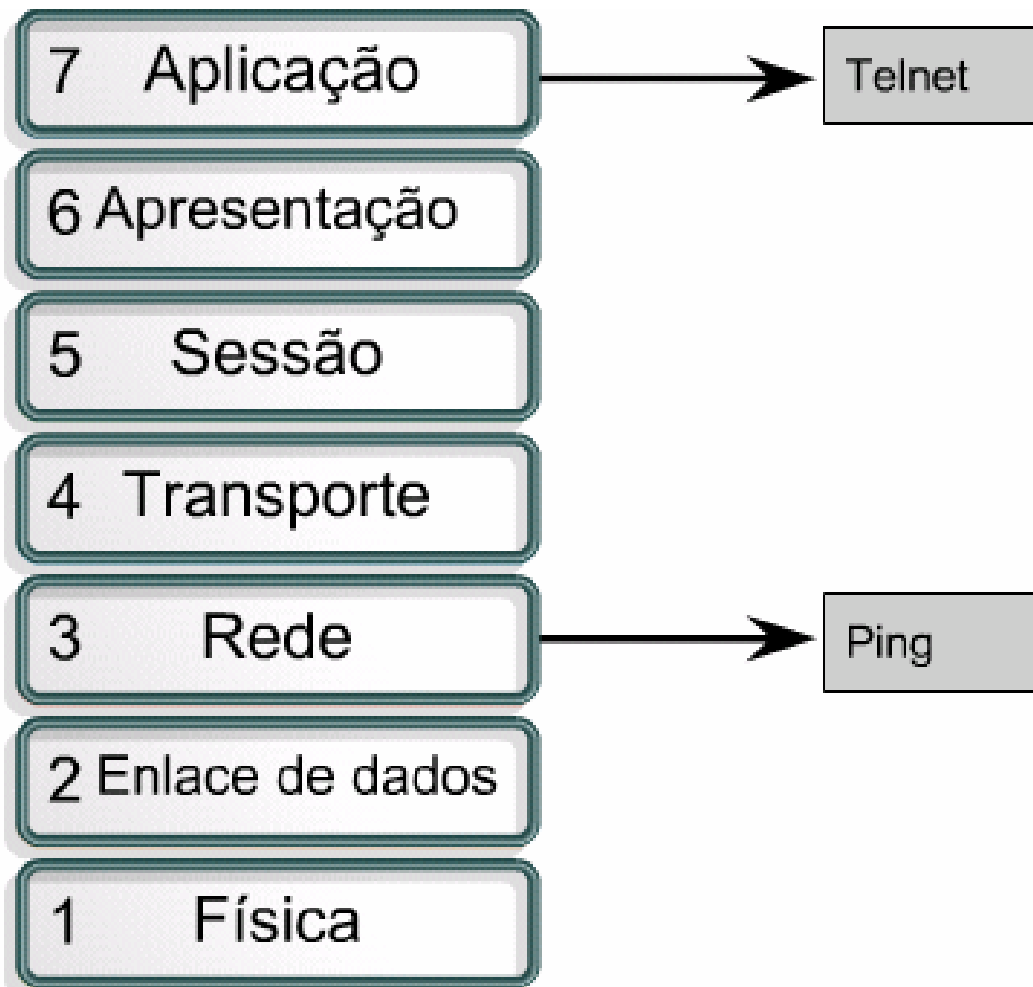 7 Aplicação
Telnet
6 Apresentação
5 Sessão
4 Transporte
3 Rede
Ping
2 Enlace de dados
1 Física